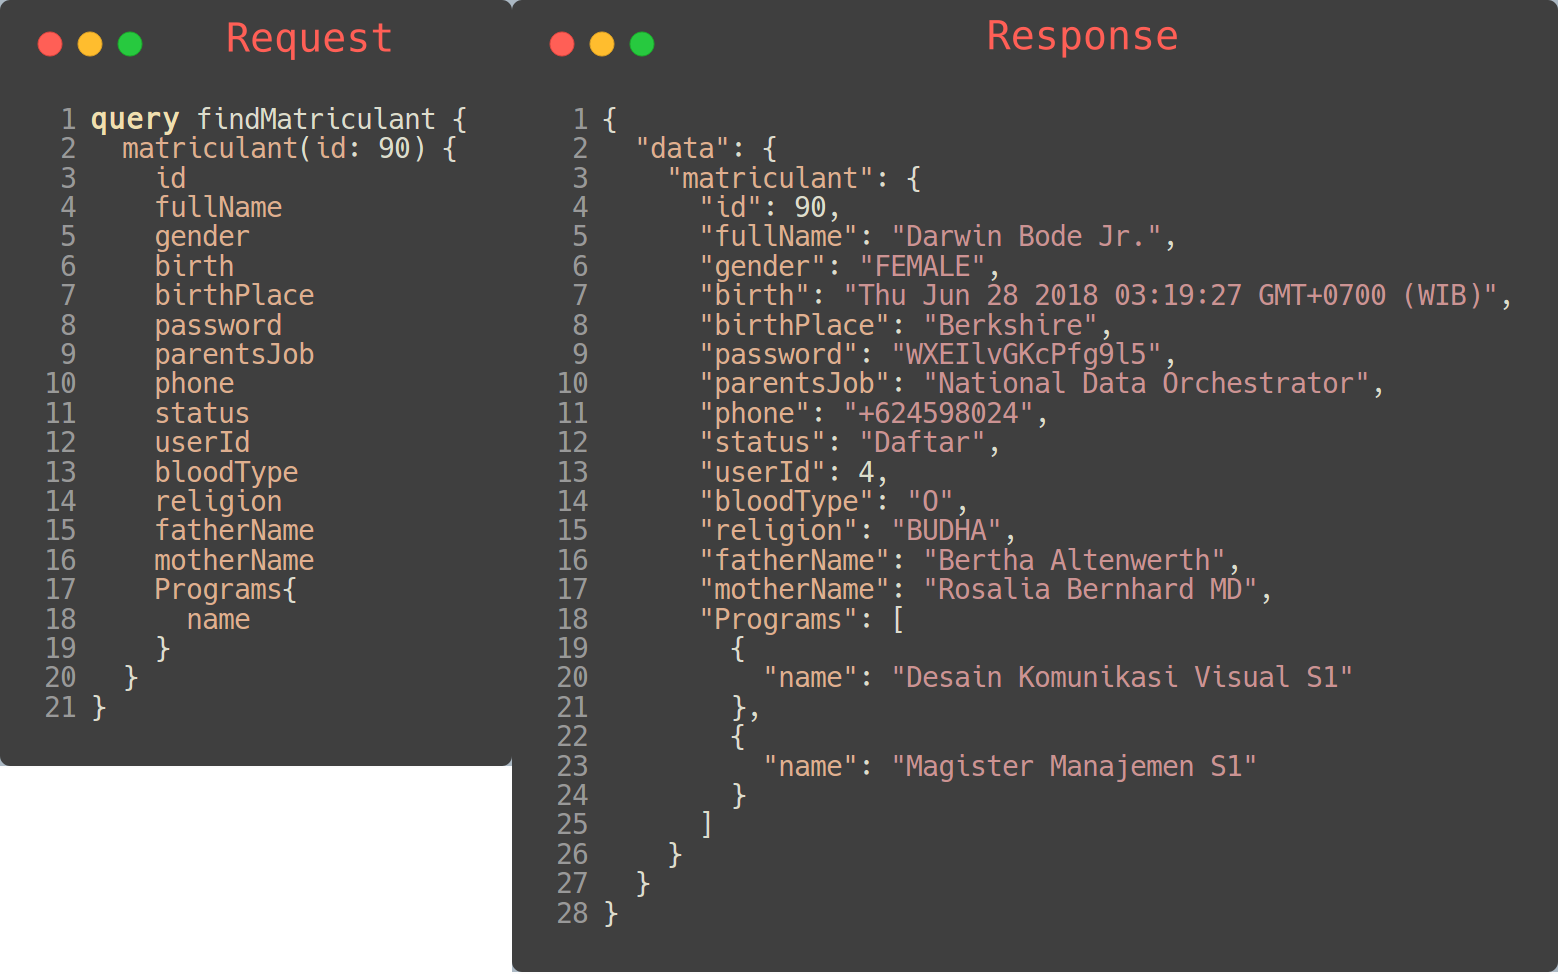 Request
1 query findMatriculant {
2   matriculant(id: 90) {
3     id
4     fullName
5     gender
6     birth
7     birthPlace
8     password
9     parentsJob
10     phone
11     status
12     userId
13     bloodType
14     religion
15     fatherName
16     motherName
17     Programs{
18       name
19     }
20   }
21 }
Response
1 {
2   "data": {
3     "matriculant": {
4       "id": 90,
5       "fullName": "Darwin Bode Jr.",
6       "gender": "FEMALE",
7       "birth": "Thu Jun 28 2018 03:19:27 GMT+0700 (WIB)",
8       "birthPlace": "Berkshire",
9       "password": "WXEIlvGKcPfg9l5",
10       "parentsJob": "National Data Orchestrator",
11       "phone": "+624598024",
12       "status": "Daftar",
13       "userId": 4,
14       "bloodType": "O",
15       "religion": "BUDHA",
16       "fatherName": "Bertha Altenwerth",
17       "motherName": "Rosalia Bernhard MD",
18       "Programs": [
19         {
20           "name": "Desain Komunikasi Visual S1"
21         },
22         {
23           "name": "Magister Manajemen S1"
24         }
25       ]
26     }
27   }
28 }